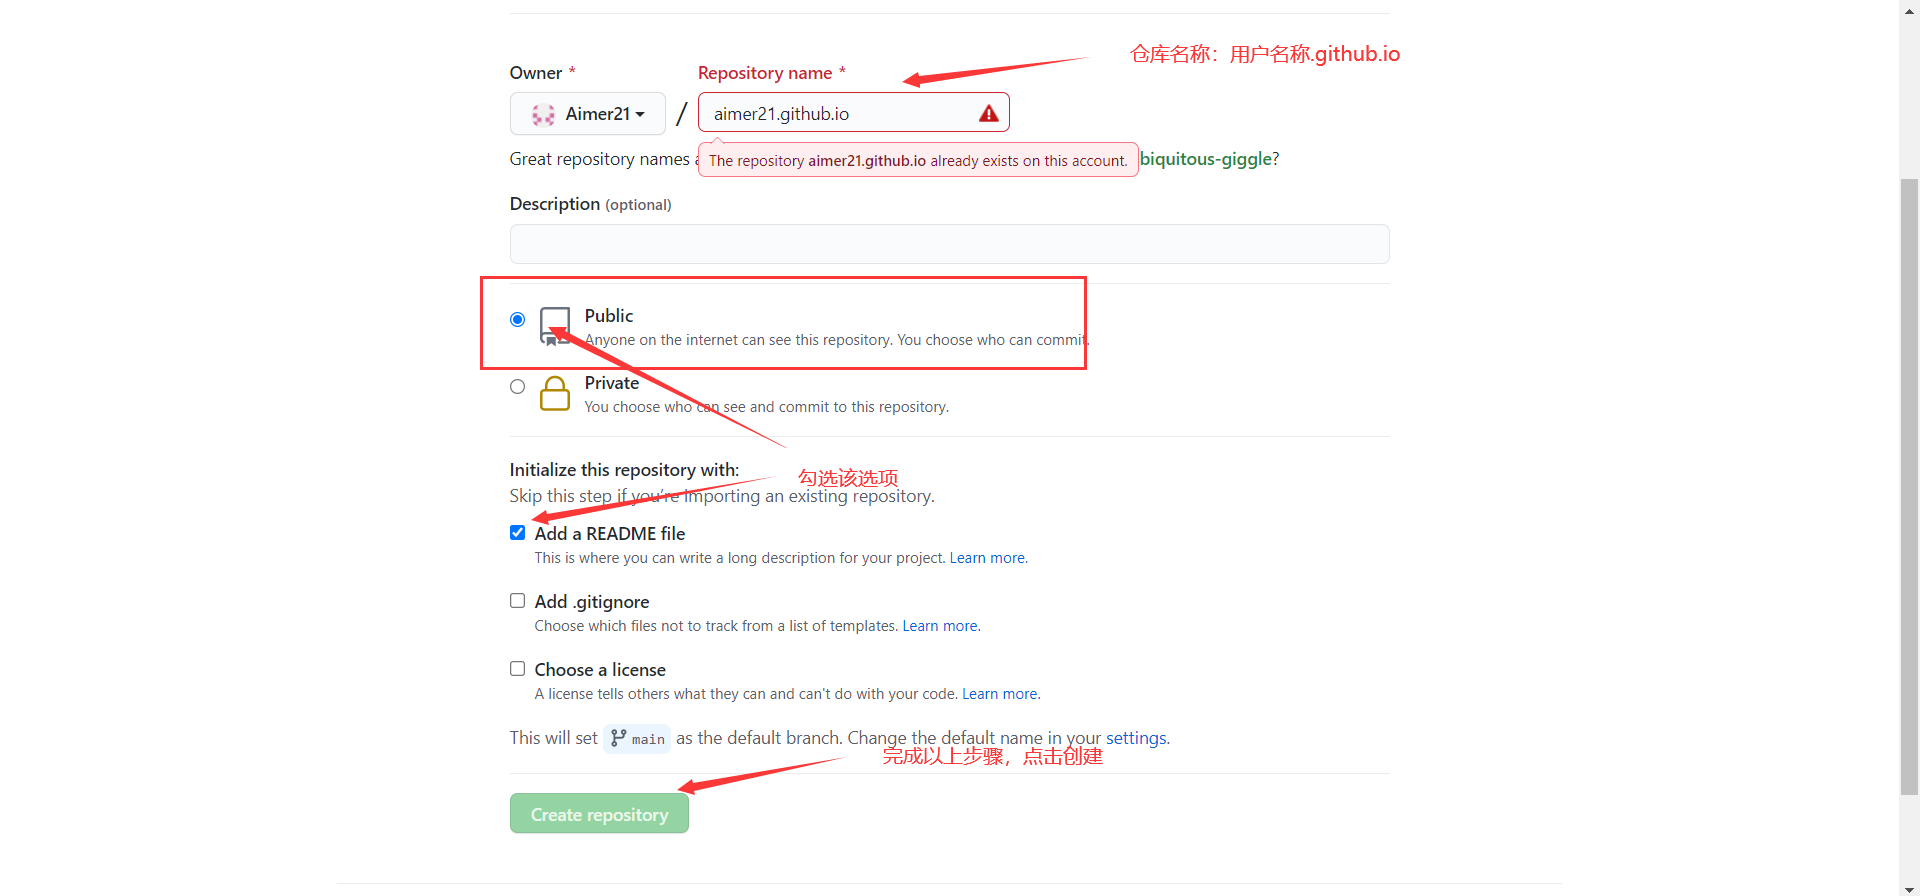 仓库名称：用户名称.github.io
Owner *
Repository name *
Aimer21
/
aimer21.github.io
Great repository names a
The repository aimer21.github.io already exists on this account.
biquitous-giggle?
Description (optional)
Public
Anyone on the internet can see this repository. You choose who can commit.
Private
You choose who can see and commit to this repository.
Initialize this repository with:
勾选该选项
Skip this step if you're importing an existing repository.
Add a README file
This is where you can write a long description for your project. Learn more.
Add .gitignore
Choose which files not to track from a list of templates. Learn more.
Choose a license
A license tells others what they can and can't do with your code. Learn more.
This will set main as the default branch. Change the default name in your settings.
完成以上步骤，点击创建
Create repository